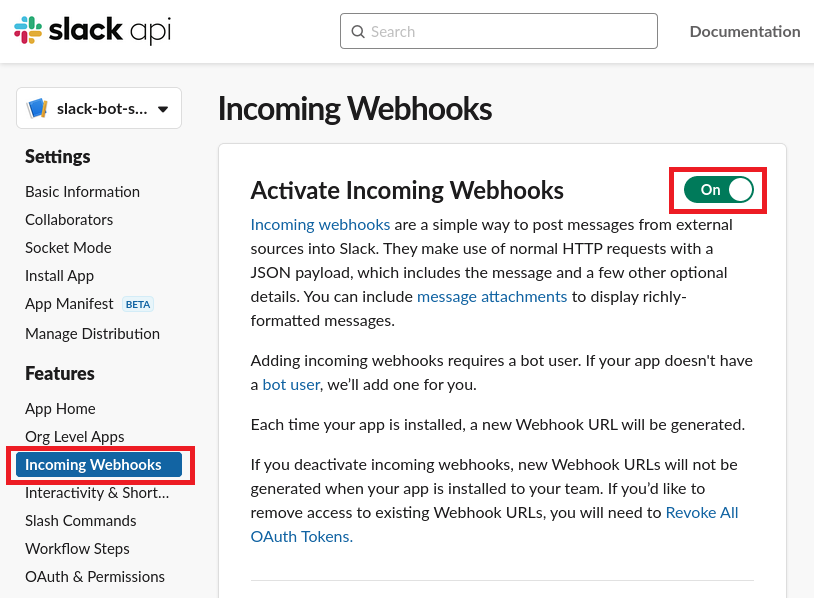 slack api
Search
Documentation
slack-bot-s...
Incoming Webhooks
Settings
Basic Information
Collaborators
Socket Mode
Install App
App Manifest BETA
Manage Distribution
Features
App Home
Org Level Apps
Incoming Webhooks
Interactivity & Short...
Slash Commands
Workflow Steps
OAuth & Permissions
Activate Incoming Webhooks
On
Incoming webhooks are a simple way to post messages from external
sources into Slack. They make use of normal HTTP requests with a
JSON payload, which includes the message and a few other optional
details. You can include message attachments to display richly-
formatted messages.
Adding incoming webhooks requires a bot user. If your app doesn't have
a bot user, we’ll add one for you.
Each time your app is installed, a new Webhook URL will be generated.
If you deactivate incoming webhooks, new Webhook URLs will not be
generated when your app is installed to your team. If you’d like to
remove access to existing Webhook URLs, you will need to Revoke All
OAuth Tokens.